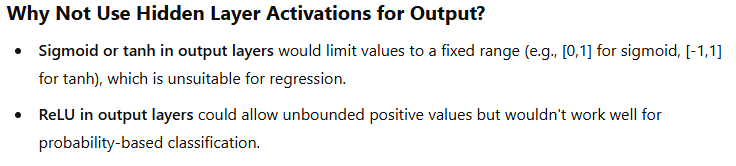 Why Not Use Hidden Layer Activations for Output?
• Sigmoid or tanh in output layers would limit values to a fixed range (e.g., [0,1] for sigmoid, [-1,1]
for tanh), which is unsuitable for regression.
• ReLU in output layers could allow unbounded positive values but wouldn't work well for
probability-based classification.